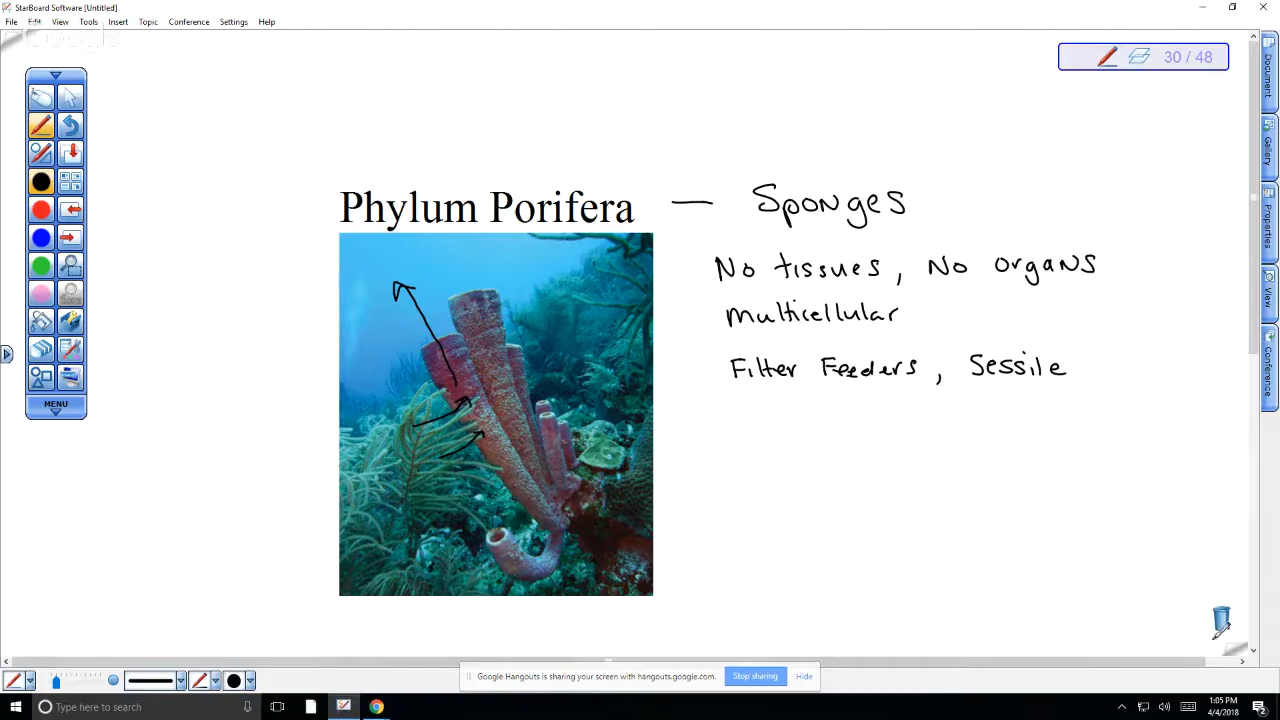 StarBoard Software [Untitled]
File Edit View Tools Insert Topic Conference Settings Help
30 / 48
Document
Gallery
Properties
View
Conference
MENU
Phylum Porifera — Sponges
No tissues, No organs
multicellular
Filter Feeders, Sessile
Google Hangouts is sharing your screen with hangouts.google.com. Stop sharing Hide
Type here to search
1:05 PM
4/4/2018
2